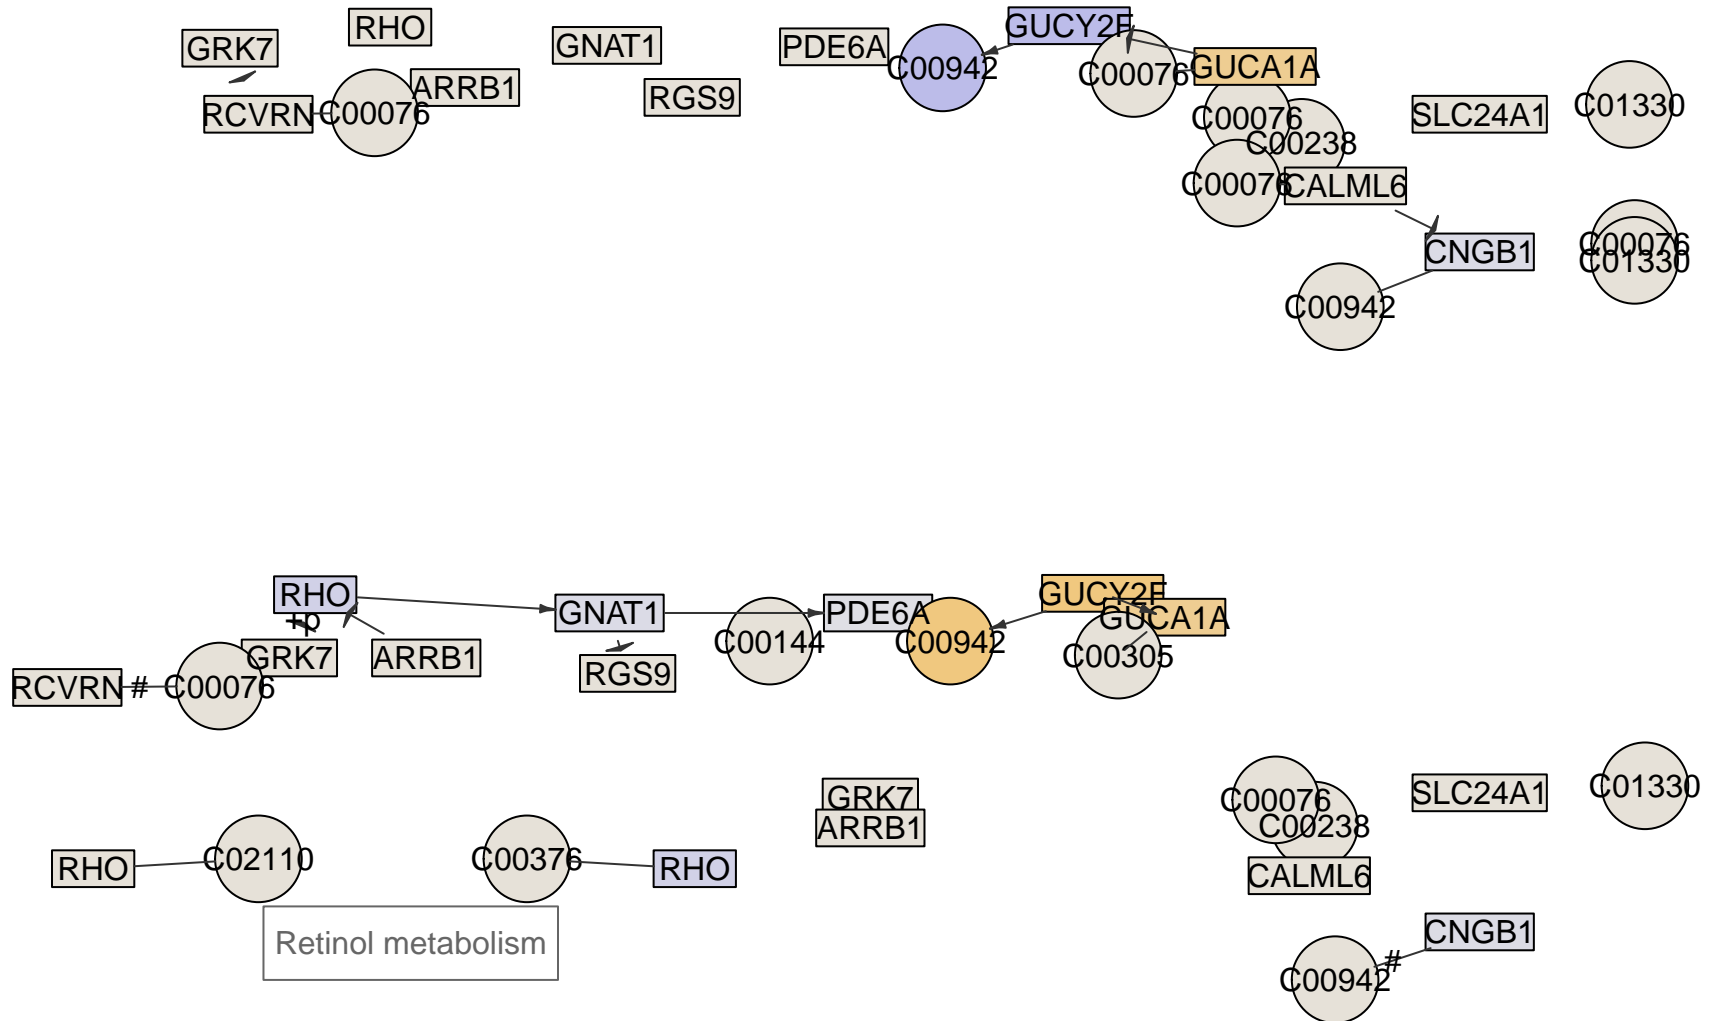 GRK7
RHO
GNAT1
PDE6A
C00942
GUCY2F
C00076
GUCA1A
RCVRN
C00076
ARRB1
RGS9
C00076
C00238
SLC24A1
C01330
C00076
CALML6
CNGB1
C00076
C01330
C00942
RHO
+p
GNAT1
PDE6A
GUCY2F
GUCA1A
RCVRN
#
C00076
GRK7
ARRB1
RGS9
C00144
C00942
C00305
GRK7
ARRB1
C00076
C00238
SLC24A1
C01330
RHO
C02110
C00376
RHO
CALML6
Retinol metabolism
CNGB1
#
C00942